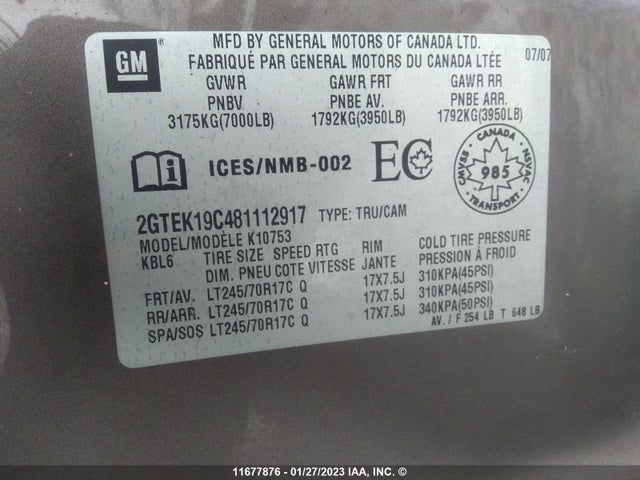 GM
MFD BY GENERAL MOTORS OF CANADA LTD.
FABRIQUÉ PAR GENERAL MOTORS DU CANADA LTÉE
07/07
GVWR GAWR FRT GAWR RR
PNBV PNBE AV. PNBE ARR.
3175KG(7000LB) 1792KG(3950LB) 1792KG(3950LB)
ICES/NMB-002
EC
CANADA
CMVSS 985 NSVAC
TRANSPORT
2GTEK19C481112917 TYPE: TRU/CAM
MODEL/MODÈLE K10753
KBL6 TIRE SIZE SPEED RTG RIM COLD TIRE PRESSURE
DIM. PNEU COTE VITESSE JANTE PRESSION À FROID
FRT/AV. LT245/70R17C Q 17X7.5J 310KPA(45PSI)
RR/ARR. LT245/70R17C Q 17X7.5J 310KPA(45PSI)
SPA/SOS LT245/70R17C Q 17X7.5J 340KPA(50PSI)
AV./F 254 LB T 648 LB
11677876 - 01/27/2023 IAA, INC. ©